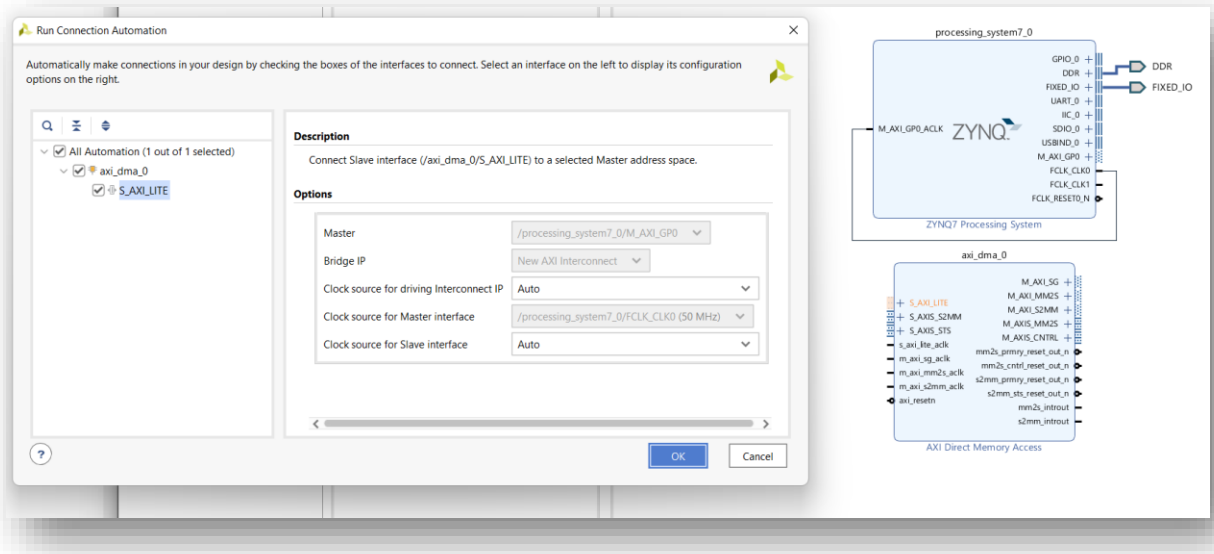 Run Connection Automation
Automatically make connections in your design by checking the boxes of the interfaces to connect. Select an interface on the left to display its configuration
options on the right.
All Automation (1 out of 1 selected)
axi_dma_0
S_AXI_LITE
Description
Connect Slave interface (/axi_dma_0/S_AXI_LITE) to a selected Master address space.
Options
Master /processing_system7_0/M_AXI_GP0
Bridge IP New AXI Interconnect
Clock source for driving Interconnect IP Auto
Clock source for Master interface /processing_system7_0/FCLK_CLK0 (50 MHz)
Clock source for Slave interface Auto
?
OK Cancel
processing_system7_0
GPIO_0
DDR DDR
FIXED_IO FIXED_IO
UART_0
IIC_0
M_AXI_GP0_ACLK ZYNQ SDIO_0
USBIND_0
M_AXI_GP0
FCLK_CLK0
FCLK_CLK1
FCLK_RESET0_N
ZYNQ7 Processing System
axi_dma_0
M_AXI_SG
M_AXI_MM2S
S_AXI_LITE M_AXI_S2MM
S_AXIS_S2MM M_AXIS_MM2S
S_AXIS_STS M_AXIS_CNTRL
s_axi_lite_aclk mm2s_prmry_reset_out_n
m_axi_sg_aclk mm2s_cntrl_reset_out_n
m_axi_mm2s_aclk s2mm_prmry_reset_out_n
m_axi_s2mm_aclk s2mm_sts_reset_out_n
axi_resetn mm2s_introut
s2mm_introut
AXI Direct Memory Access